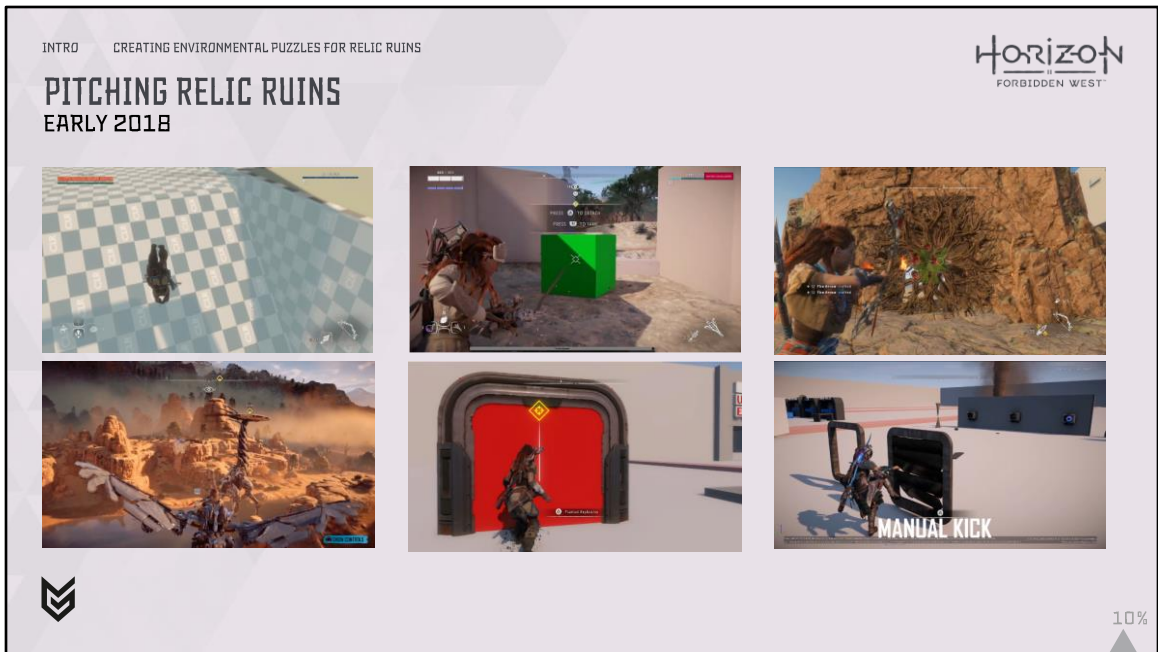 INTRO CREATING ENVIRONMENTAL PUZZLES FOR RELIC RUINS
HORIZON
FORBIDDEN WEST
PITCHING RELIC RUINS
EARLY 2018
MANUAL KICK
10%